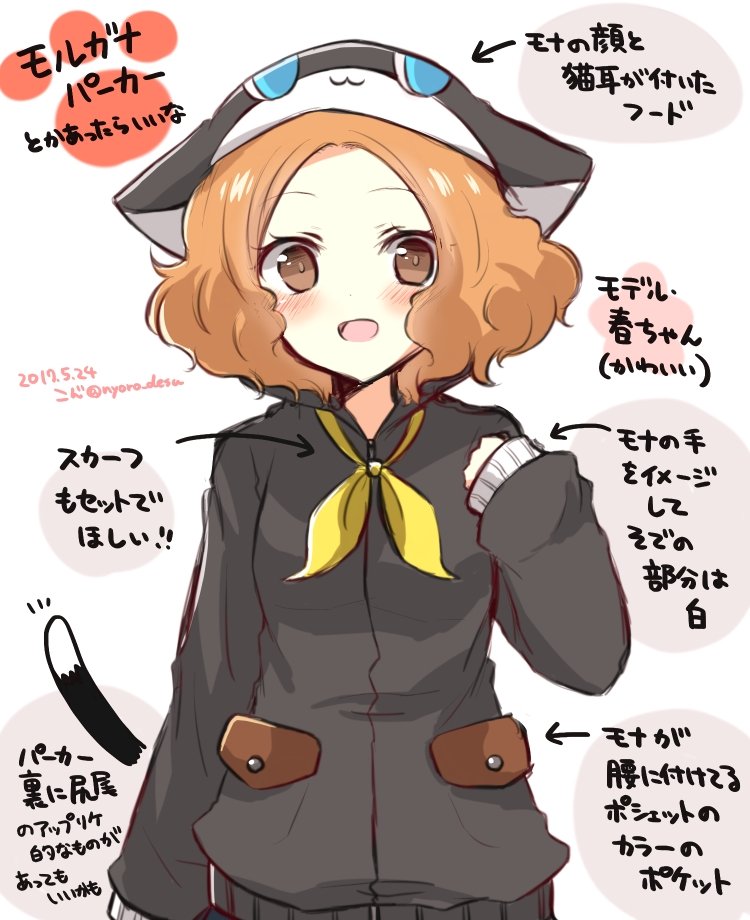 モルガナ
パーカー
とかあったらいいな
モナの顔と
猫耳が付いた
フード
モデル
春ちゃん
(かわいい)
2017.5.24
こん@nyoro_desu
スカーフ
もセットで
ほしい!!
モナの手
をイメージ
して
そでの
部分は
白
パーカー
裏に尻尾
のアップリケ
的なものが
あっても
いいかも
モナが
腰に付けてる
ポシェットの
カラーの
ポケット